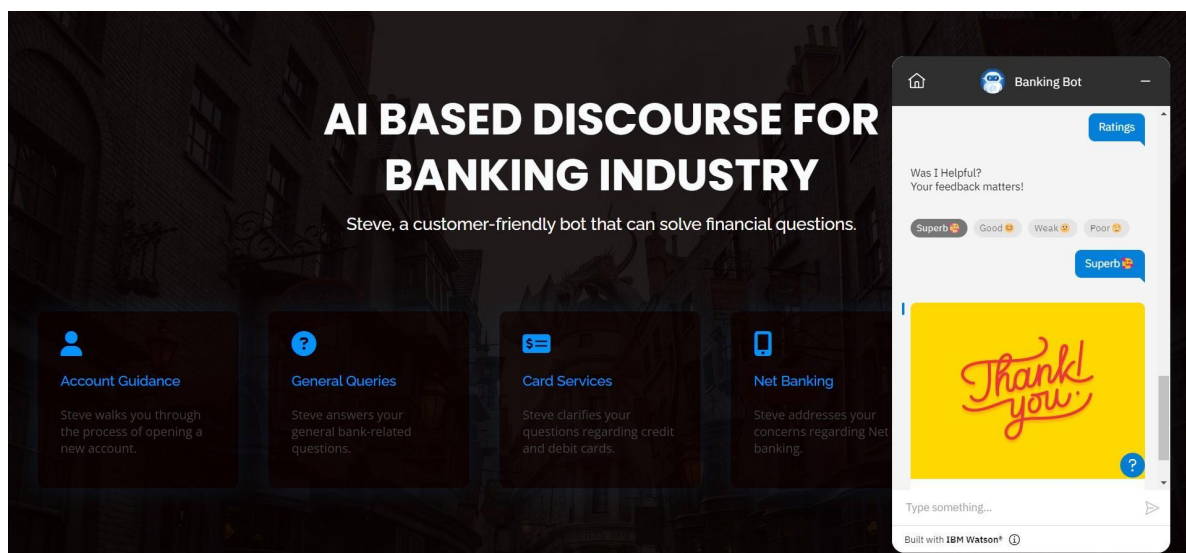 AI BASED DISCOURSE FOR
BANKING INDUSTRY
Steve, a customer-friendly bot that can solve financial questions.
Account Guidance
Steve walks you through
the process of opening a
new account.
General Queries
Steve answers your
general bank-related
questions.
Card Services
Steve clarifies your
questions regarding credit
and debit cards.
Net Banking
Steve addresses your
concerns regarding Net
banking.
Banking Bot
Ratings
Was I Helpful?
Your feedback matters!
Superb🥰 Good😊 Weak😕 Poor😥
Superb🥰
Thank
you!
?
Type something...
Built with IBM Watson®